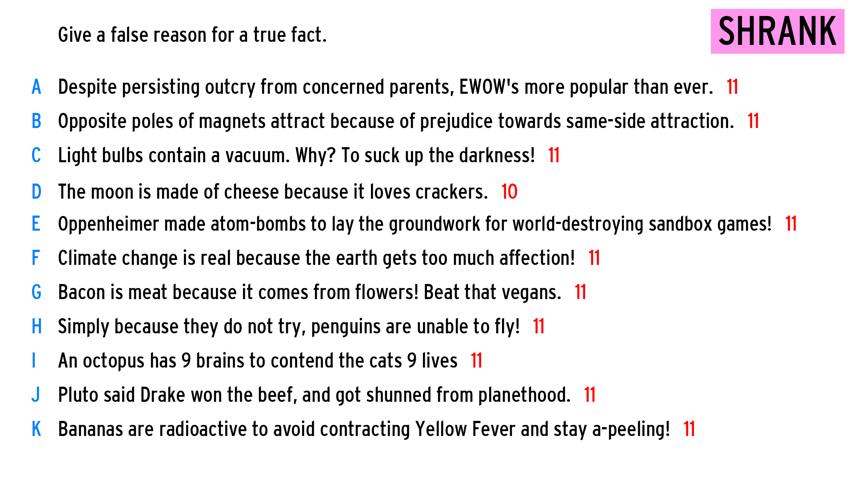 Give a false reason for a true fact.
SHRANK
A Despite persisting outcry from concerned parents, EWOW's more popular than ever. 11
B Opposite poles of magnets attract because of prejudice towards same-side attraction. 11
C Light bulbs contain a vacuum. Why? To suck up the darkness! 11
D The moon is made of cheese because it loves crackers. 10
E Oppenheimer made atom-bombs to lay the groundwork for world-destroying sandbox games! 11
F Climate change is real because the earth gets too much affection! 11
G Bacon is meat because it comes from flowers! Beat that vegans. 11
H Simply because they do not try, penguins are unable to fly! 11
I An octopus has 9 brains to contend the cats 9 lives 11
J Pluto said Drake won the beef, and got shunned from planethood. 11
K Bananas are radioactive to avoid contracting Yellow Fever and stay a-peeling! 11